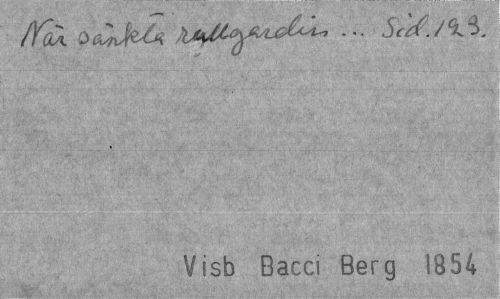 När sänkta rullgardin ... Sid. 123.
Visb Bacci Berg 1854